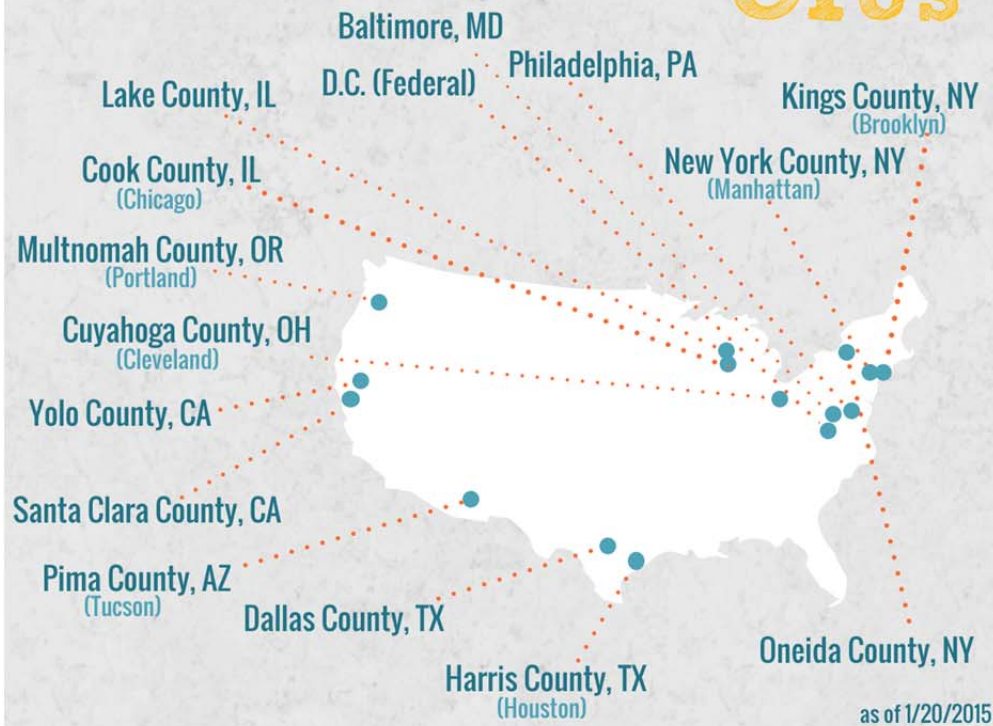 CIUs
Baltimore, MD
D.C. (Federal)
Philadelphia, PA
Lake County, IL
Kings County, NY
(Brooklyn)
Cook County, IL
(Chicago)
New York County, NY
(Manhattan)
Multnomah County, OR
(Portland)
Cuyahoga County, OH
(Cleveland)
Yolo County, CA
Santa Clara County, CA
Pima County, AZ
(Tucson)
Dallas County, TX
Harris County, TX
(Houston)
Oneida County, NY
as of 1/20/2015